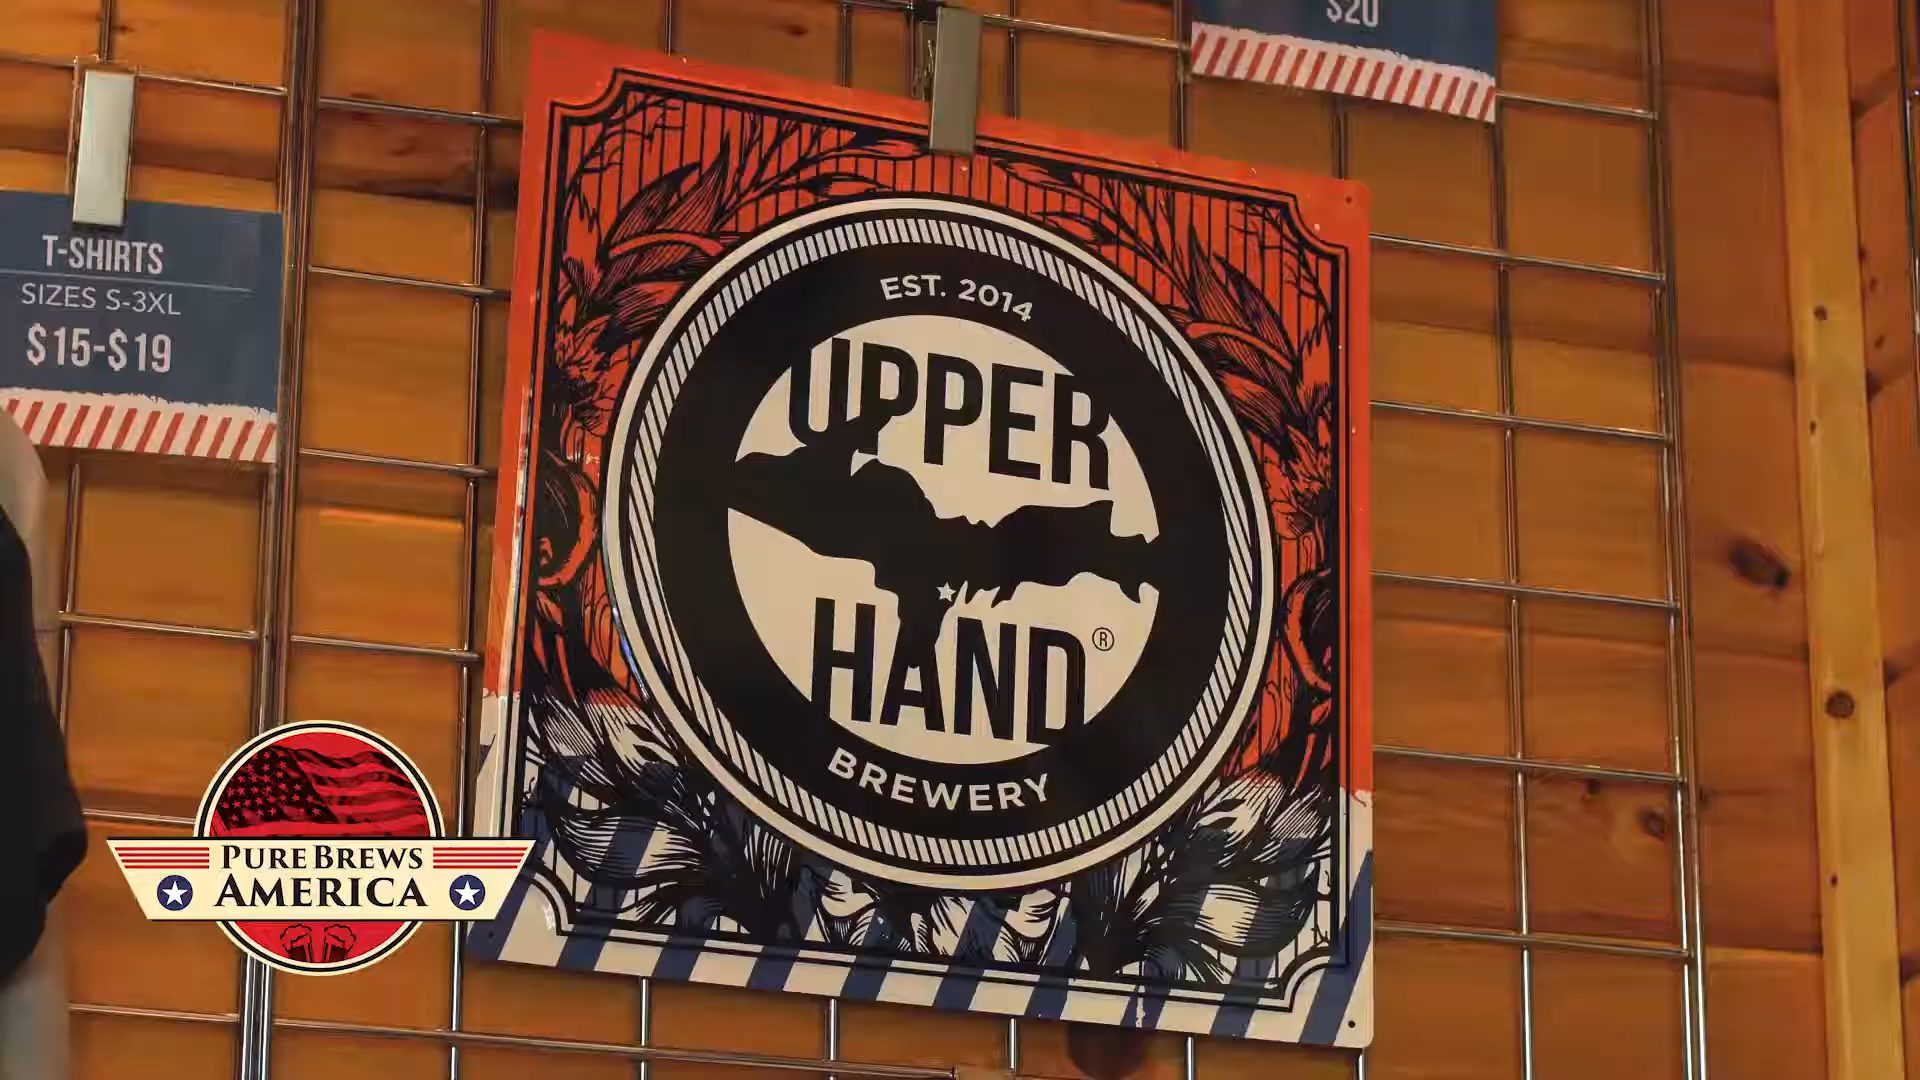 $20
T-SHIRTS
SIZES S-3XL
$15-$19
EST. 2014
UPPER
HAND®
BREWERY
PURE BREWS
AMERICA